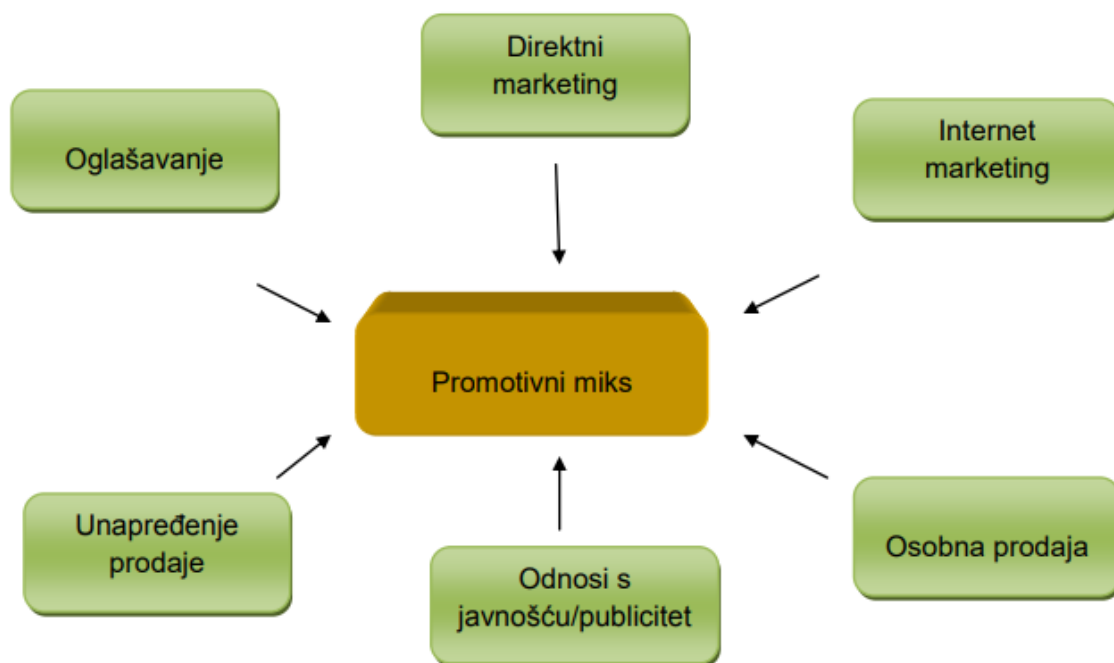 Direktni
marketing
Oglašavanje
Internet
marketing
Promotivni miks
Unapređenje
prodaje
Odnosi s
javnošću/publicitet
Osobna prodaja